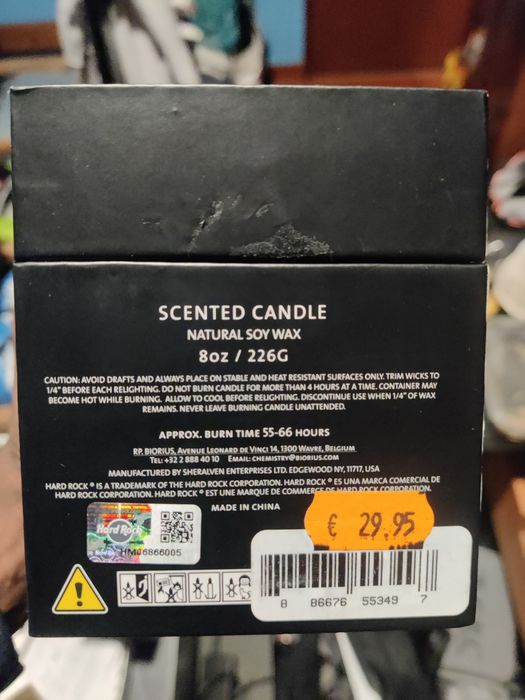 SCENTED CANDLE
NATURAL SOY WAX
8oz / 226G
CAUTION: AVOID DRAFTS AND ALWAYS PLACE ON STABLE AND HEAT RESISTANT SURFACES ONLY. TRIM WICKS TO
1/4" BEFORE EACH RELIGHTING. DO NOT BURN CANDLE FOR MORE THAN 4 HOURS AT A TIME. CONTAINER MAY
BECOME HOT WHILE BURNING. ALLOW TO COOL BEFORE RELIGHTING. DISCONTINUE USE WHEN 1/4" OF WAX
REMAINS. NEVER LEAVE BURNING CANDLE UNATTENDED.
APPROX. BURN TIME 55-66 HOURS
RP. BIORIUS, AVENUE LEONARD DE VINCI 14, 1300 WAVRE, BELGIUM
TEL: +32 2 888 40 10 EMAIL: CHEMISTRY@BIORIUS.COM
MANUFACTURED BY SHERALVEN ENTERPRISES LTD. EDGEWOOD NY, 11717, USA
HARD ROCK ® IS A TRADEMARK OF THE HARD ROCK CORPORATION. HARD ROCK ® ES UNA MARCA COMERCIAL DE
HARD ROCK CORPORATION. HARD ROCK ® EST UNE MARQUE DE COMMERCE DE HARD ROCK CORPORATION.
MADE IN CHINA
€ 29.95
Hard Rock
HM06866005
8 86676 55349 7